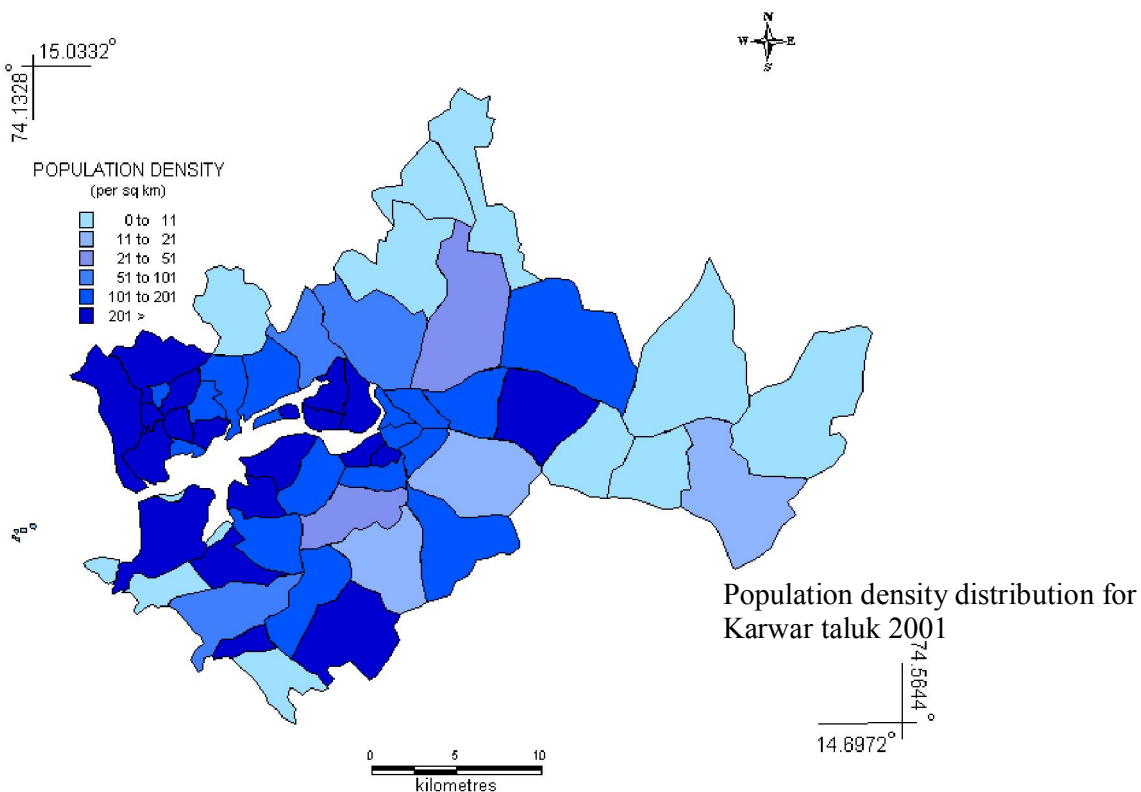 N
W E
S
15.0332°
74.1328°
POPULATION DENSITY
(per sq km)
0 to 11
11 to 21
21 to 51
51 to 101
101 to 201
201 >
Population density distribution for
Karwar taluk 2001
74.5644°
14.6972°
0 5 10
kilometres